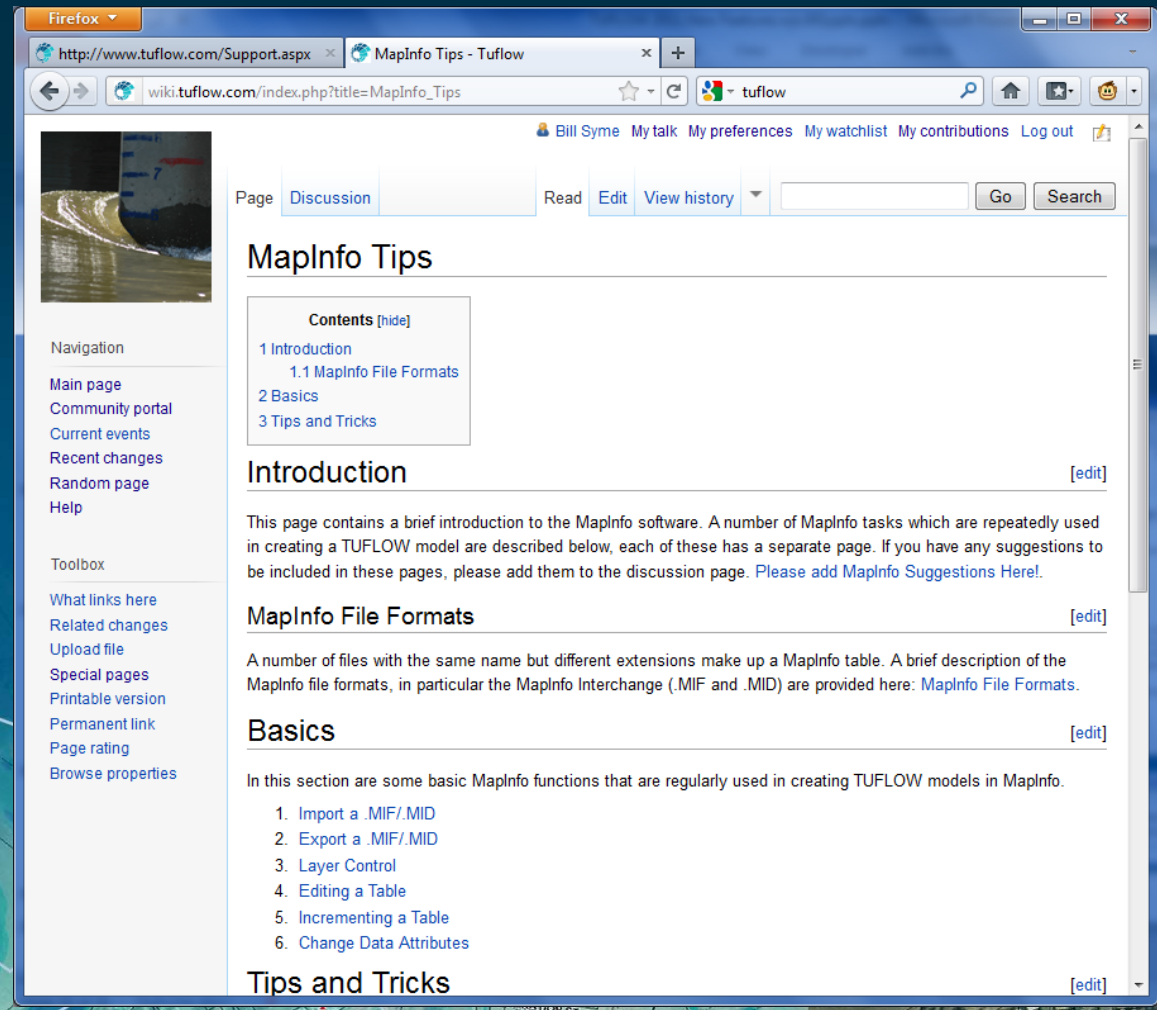 Firefox
http://www.tuflow.com/Support.aspx
MapInfo Tips - Tuflow
wiki.tuflow.com/index.php?title=MapInfo_Tips
tuflow
Bill Syme My talk My preferences My watchlist My contributions Log out
7
Page Discussion Read Edit View history Go Search
MapInfo Tips
Contents [hide]
1 Introduction
1.1 MapInfo File Formats
2 Basics
3 Tips and Tricks
Navigation
Main page
Community portal
Current events
Recent changes
Random page
Help
Toolbox
What links here
Related changes
Upload file
Special pages
Printable version
Permanent link
Page rating
Browse properties
Introduction [edit]
This page contains a brief introduction to the MapInfo software. A number of MapInfo tasks which are repeatedly used
in creating a TUFLOW model are described below, each of these has a separate page. If you have any suggestions to
be included in these pages, please add them to the discussion page. Please add MapInfo Suggestions Here!.
MapInfo File Formats [edit]
A number of files with the same name but different extensions make up a MapInfo table. A brief description of the
MapInfo file formats, in particular the MapInfo Interchange (.MIF and .MID) are provided here: MapInfo File Formats.
Basics [edit]
In this section are some basic MapInfo functions that are regularly used in creating TUFLOW models in MapInfo.
1. Import a .MIF/.MID
2. Export a .MIF/.MID
3. Layer Control
4. Editing a Table
5. Incrementing a Table
6. Change Data Attributes
Tips and Tricks [edit]